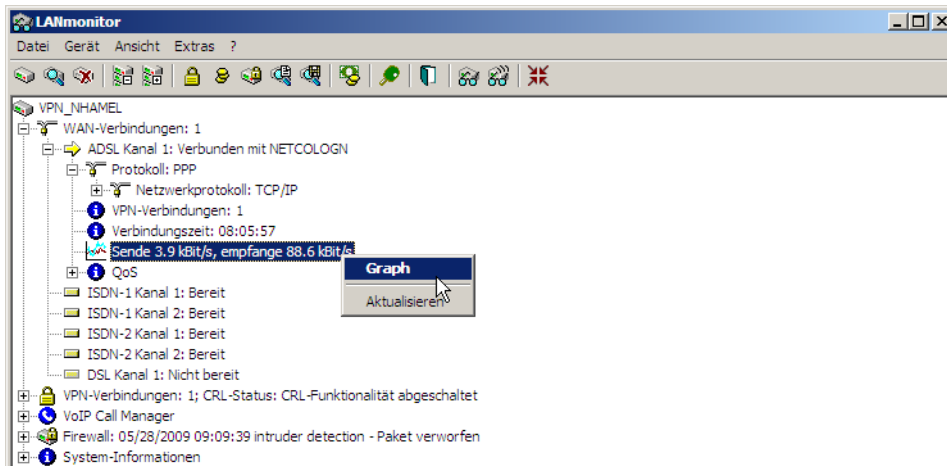 LANmonitor
Datei Gerät Ansicht Extras ?
VPN_NHAMEL
WAN-Verbindungen: 1
ADSL Kanal 1: Verbunden mit NETCOLOGN
Protokoll: PPP
Netzwerkprotokoll: TCP/IP
VPN-Verbindungen: 1
Verbindungszeit: 08:05:57
Sende 3.9 kBit/s, empfange 88.6 kBit/s
Graph
QoS
Aktualisieren
ISDN-1 Kanal 1: Bereit
ISDN-1 Kanal 2: Bereit
ISDN-2 Kanal 1: Bereit
ISDN-2 Kanal 2: Bereit
DSL Kanal 1: Nicht bereit
VPN-Verbindungen: 1; CRL-Status: CRL-Funktionalität abgeschaltet
VoIP Call Manager
Firewall: 05/28/2009 09:09:39 intruder detection - Paket verworfen
System-Informationen